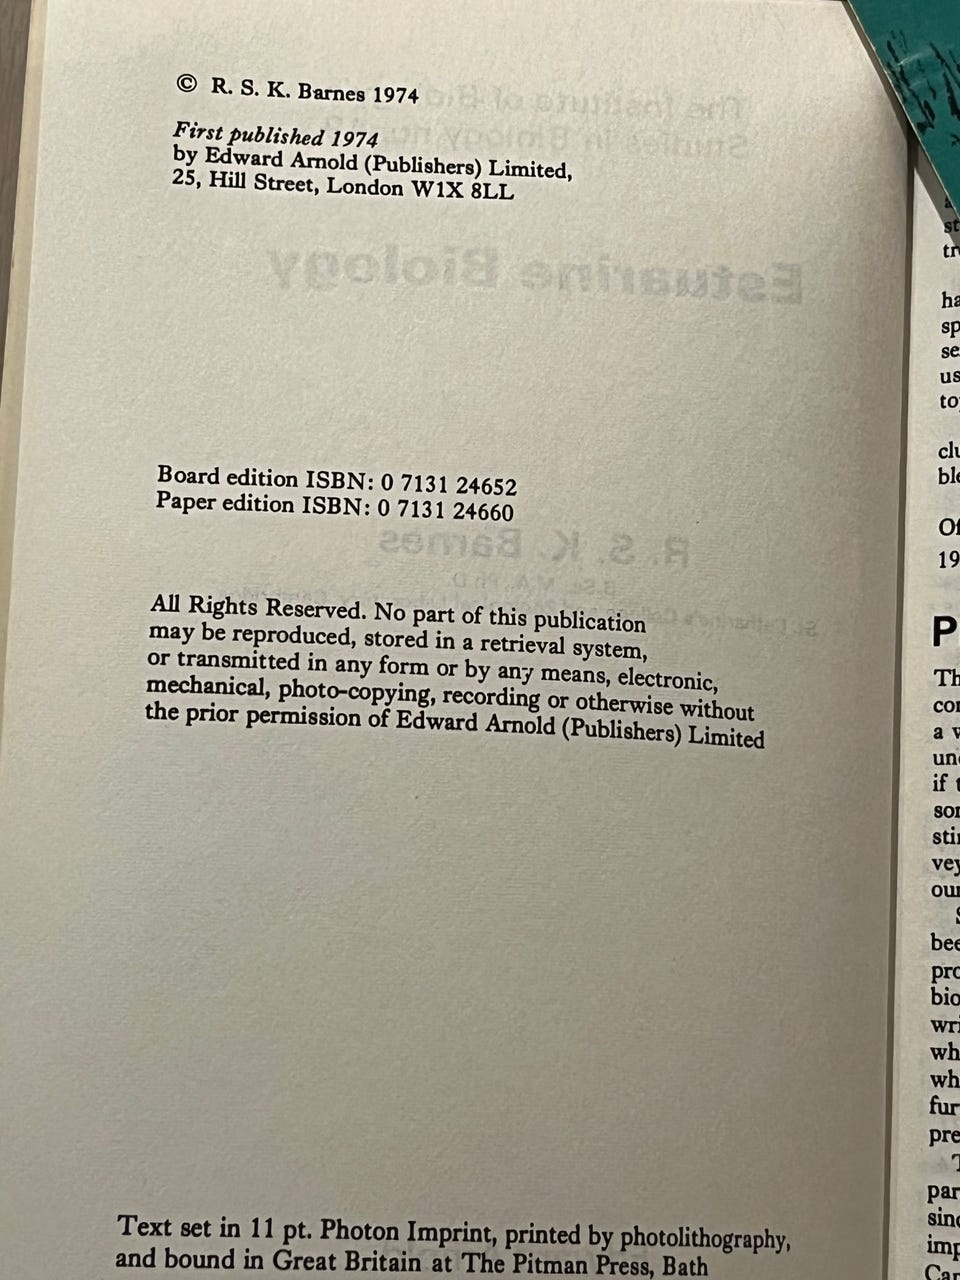 © R. S. K. Barnes 1974
First published 1974
by Edward Arnold (Publishers) Limited,
25, Hill Street, London W1X 8LL
Estuarine Biology
Board edition ISBN: 0 7131 24652
Paper edition ISBN: 0 7131 24660
R. S. K. Barnes
All Rights Reserved. No part of this publication
may be reproduced, stored in a retrieval system,
or transmitted in any form or by any means, electronic,
mechanical, photo-copying, recording or otherwise without
the prior permission of Edward Arnold (Publishers) Limited
Text set in 11 pt. Photon Imprint, printed by photolithography,
and bound in Great Britain at The Pitman Press, Bath